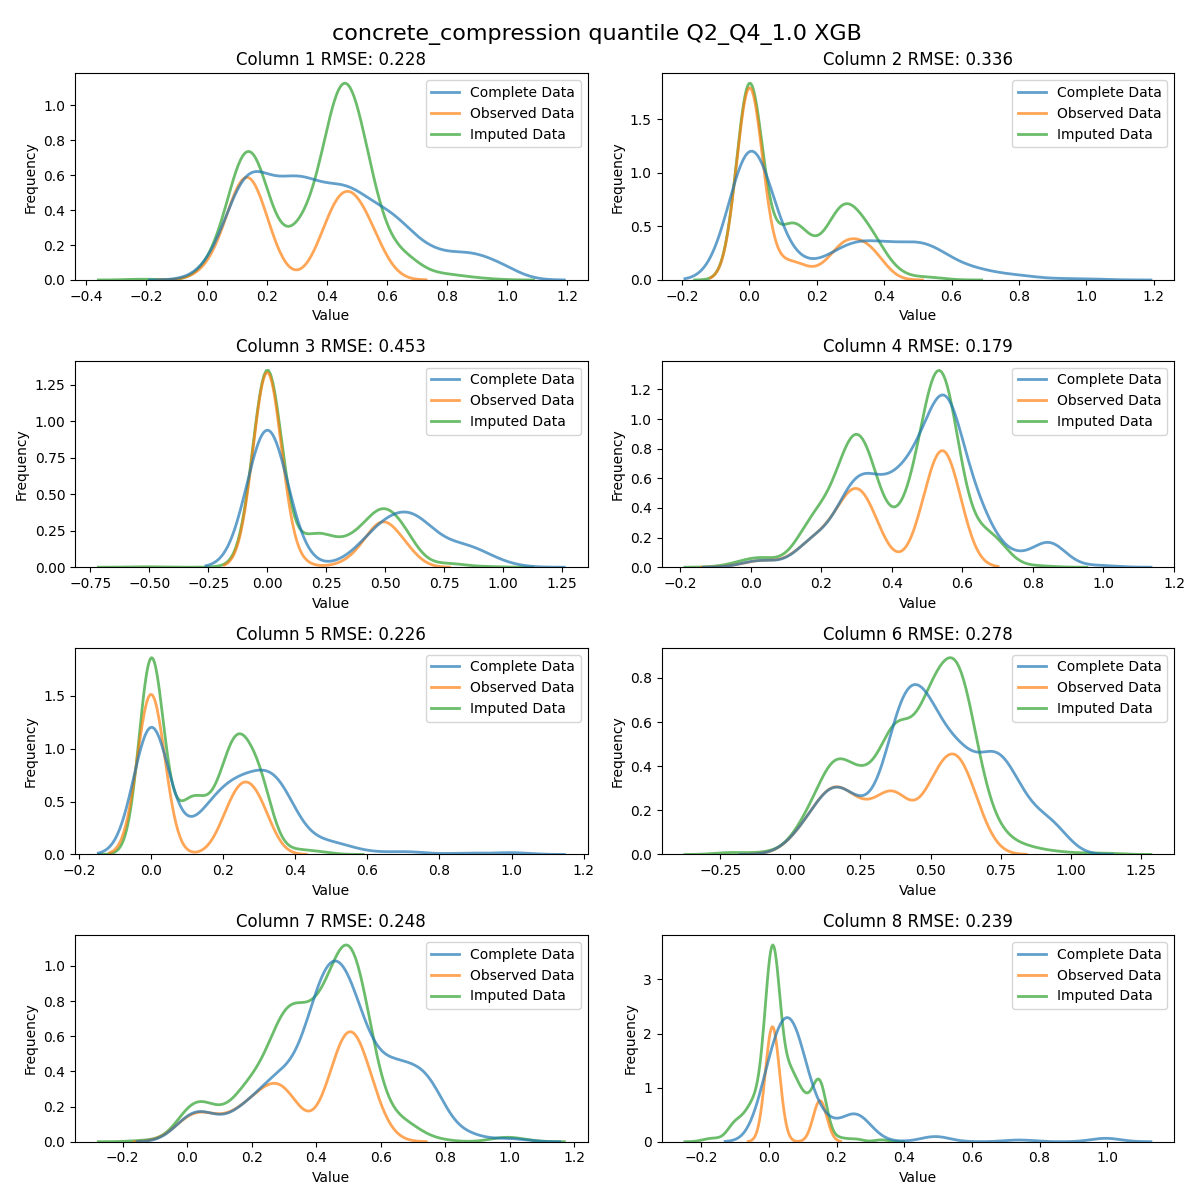 concrete_compression quantile Q2_Q4_1.0 XGB
Column 1 RMSE: 0.228
Frequency
1.0
0.8
0.6
0.4
0.2
0.0
Complete Data
Observed Data
Imputed Data
−0.4 −0.2 0.0 0.2 0.4 0.6 0.8 1.0 1.2
Value
Column 2 RMSE: 0.336
Frequency
1.5
1.0
0.5
0.0
Complete Data
Observed Data
Imputed Data
−0.2 0.0 0.2 0.4 0.6 0.8 1.0 1.2
Value
Column 3 RMSE: 0.453
Frequency
1.25
1.00
0.75
0.50
0.25
0.00
Complete Data
Observed Data
Imputed Data
−0.75 −0.50 −0.25 0.00 0.25 0.50 0.75 1.00 1.25
Value
Column 4 RMSE: 0.179
Frequency
1.2
1.0
0.8
0.6
0.4
0.2
0.0
Complete Data
Observed Data
Imputed Data
−0.2 0.0 0.2 0.4 0.6 0.8 1.0 1.2
Value
Column 5 RMSE: 0.226
Frequency
1.5
1.0
0.5
0.0
Complete Data
Observed Data
Imputed Data
−0.2 0.0 0.2 0.4 0.6 0.8 1.0 1.2
Value
Column 6 RMSE: 0.278
Frequency
0.8
0.6
0.4
0.2
0.0
Complete Data
Observed Data
Imputed Data
−0.25 0.00 0.25 0.50 0.75 1.00 1.25
Value
Column 7 RMSE: 0.248
Frequency
1.0
0.8
0.6
0.4
0.2
0.0
Complete Data
Observed Data
Imputed Data
−0.2 0.0 0.2 0.4 0.6 0.8 1.0 1.2
Value
Column 8 RMSE: 0.239
Frequency
3
2
1
0
Complete Data
Observed Data
Imputed Data
−0.2 0.0 0.2 0.4 0.6 0.8 1.0
Value